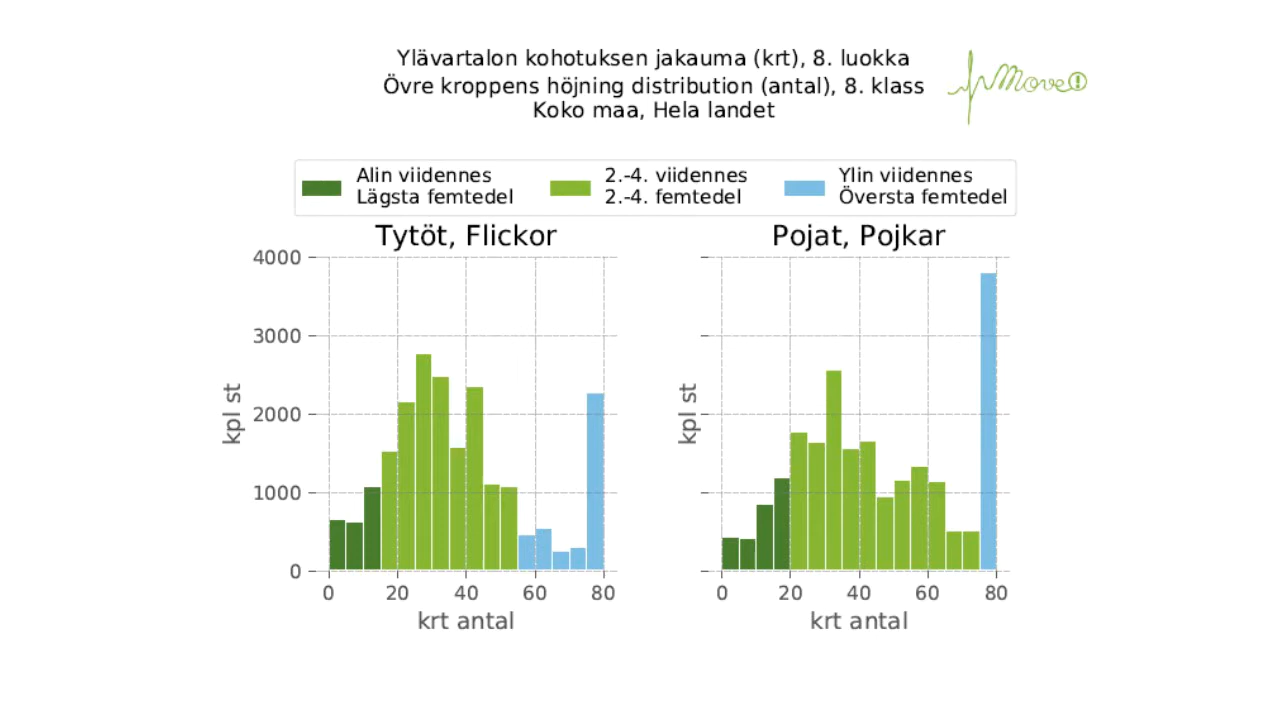 Ylävartalon kohotuksen jakauma (krt), 8. luokka
Övre kroppens höjning distribution (antal), 8. klass
Koko maa, Hela landet
Move!
Alin viidennes
Lägsta femtedel
2.-4. viidennes
2.-4. femtedel
Ylin viidennes
Översta femtedel
Tytöt, Flickor
kpl st
4000
3000
2000
1000
0
0 20 40 60 80
krt antal
Pojat, Pojkar
kpl st
0 20 40 60 80
krt antal